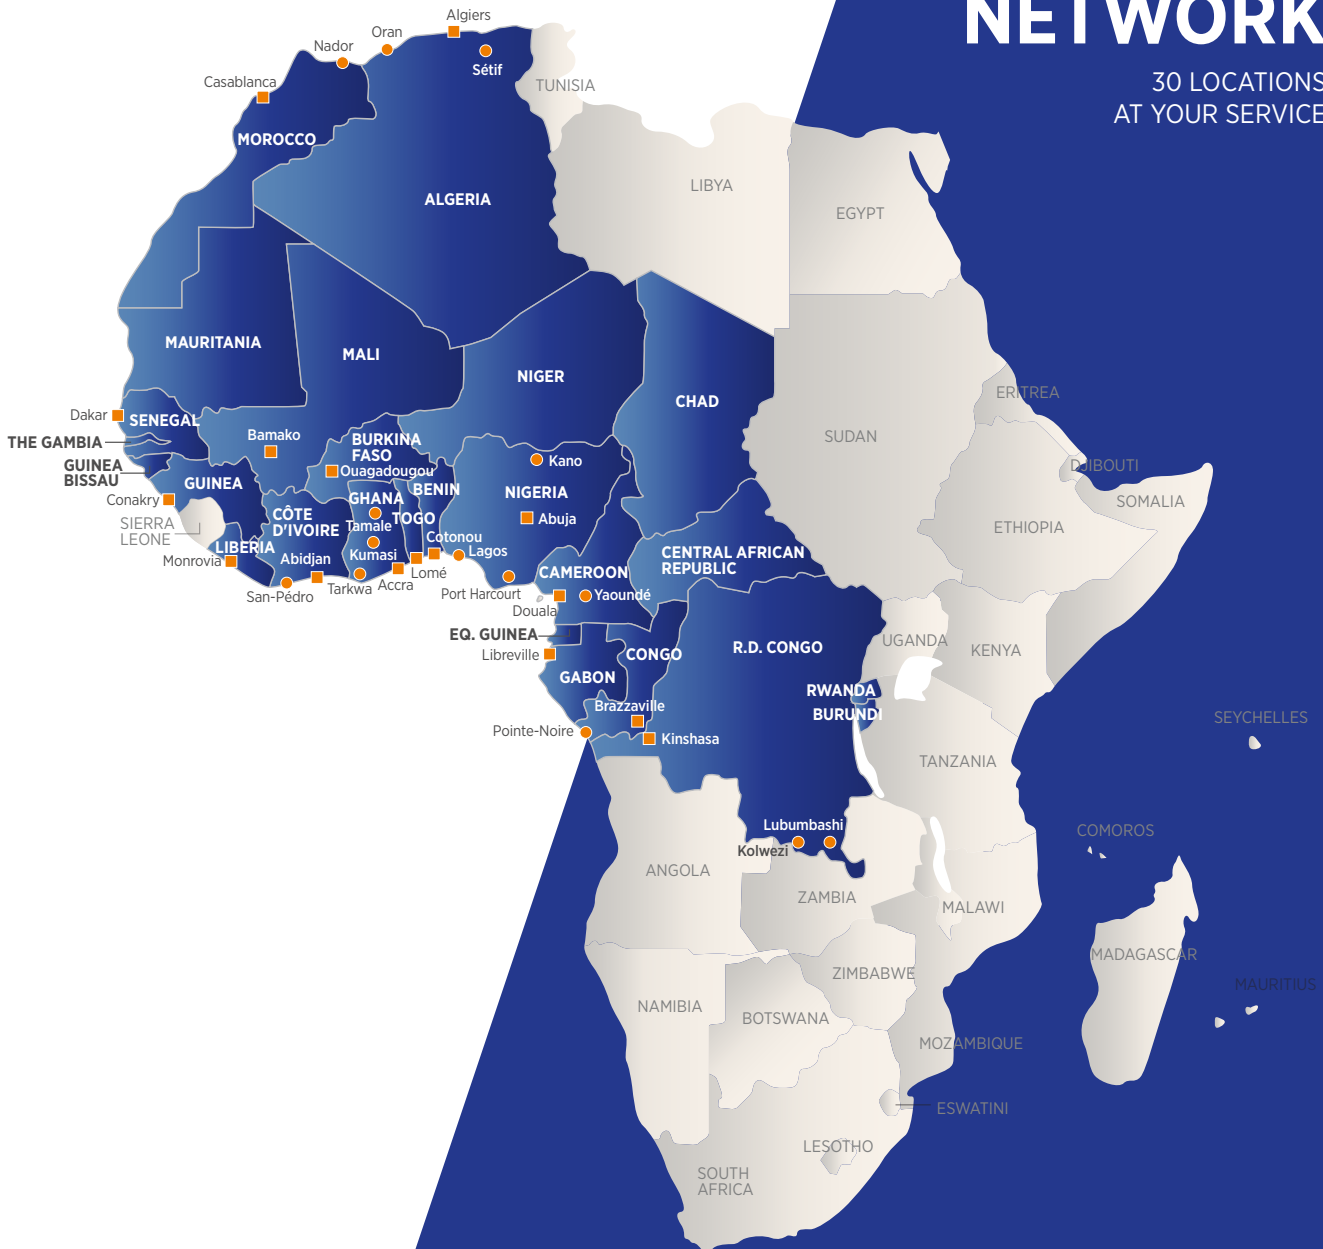 NETWORK
30 LOCATIONS
AT YOUR SERVICE
Algiers
Oran
Nador
Sétif
Casablanca
TUNISIA
MOROCCO
ALGERIA
LIBYA
EGYPT
MAURITANIA
MALI
NIGER
CHAD
SUDAN
ERITREA
Dakar
SENEGAL
THE GAMBIA
GUINEA
BISSAU
Bamako
BURKINA
FASO
Ouagadougou
Kano
DJIBOUTI
SOMALIA
ETHIOPIA
GUINEA
Conakry
SIERRA
LEONE
CÔTE
D'IVOIRE
GHANA
BENIN
TOGO
Tamale
Kumasi
NIGERIA
Abuja
Cotonou
Lagos
LIBERIA
Monrovia
Abidjan
San-Pédro
Tarkwa
Accra
Lomé
Port Harcourt
CAMEROON
Douala
Yaoundé
CENTRAL AFRICAN
REPUBLIC
EQ. GUINEA
Libreville
GABON
CONGO
R.D. CONGO
UGANDA
KENYA
RWANDA
BURUNDI
Brazzaville
Pointe-Noire
Kinshasa
TANZANIA
SEYCHELLES
COMOROS
Lubumbashi
Kolwezi
ANGOLA
ZAMBIA
MALAWI
MADAGASCAR
MAURITIUS
ZIMBABWE
NAMIBIA
BOTSWANA
MOZAMBIQUE
ESWATINI
LESOTHO
SOUTH
AFRICA